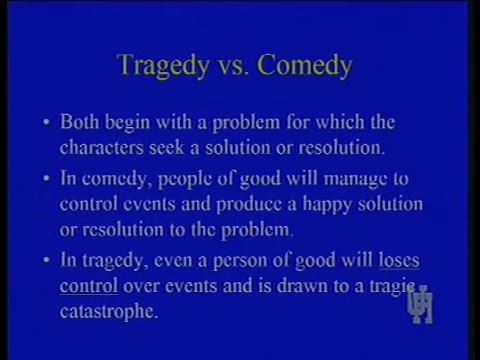 Tragedy vs. Comedy
• Both begin with a problem for which the
characters seek a solution or resolution.
• In comedy, people of good will manage to
control events and produce a happy solution
or resolution to the problem.
• In tragedy, even a person of good will loses
control over events and is drawn to a tragic
catastrophe.
UH